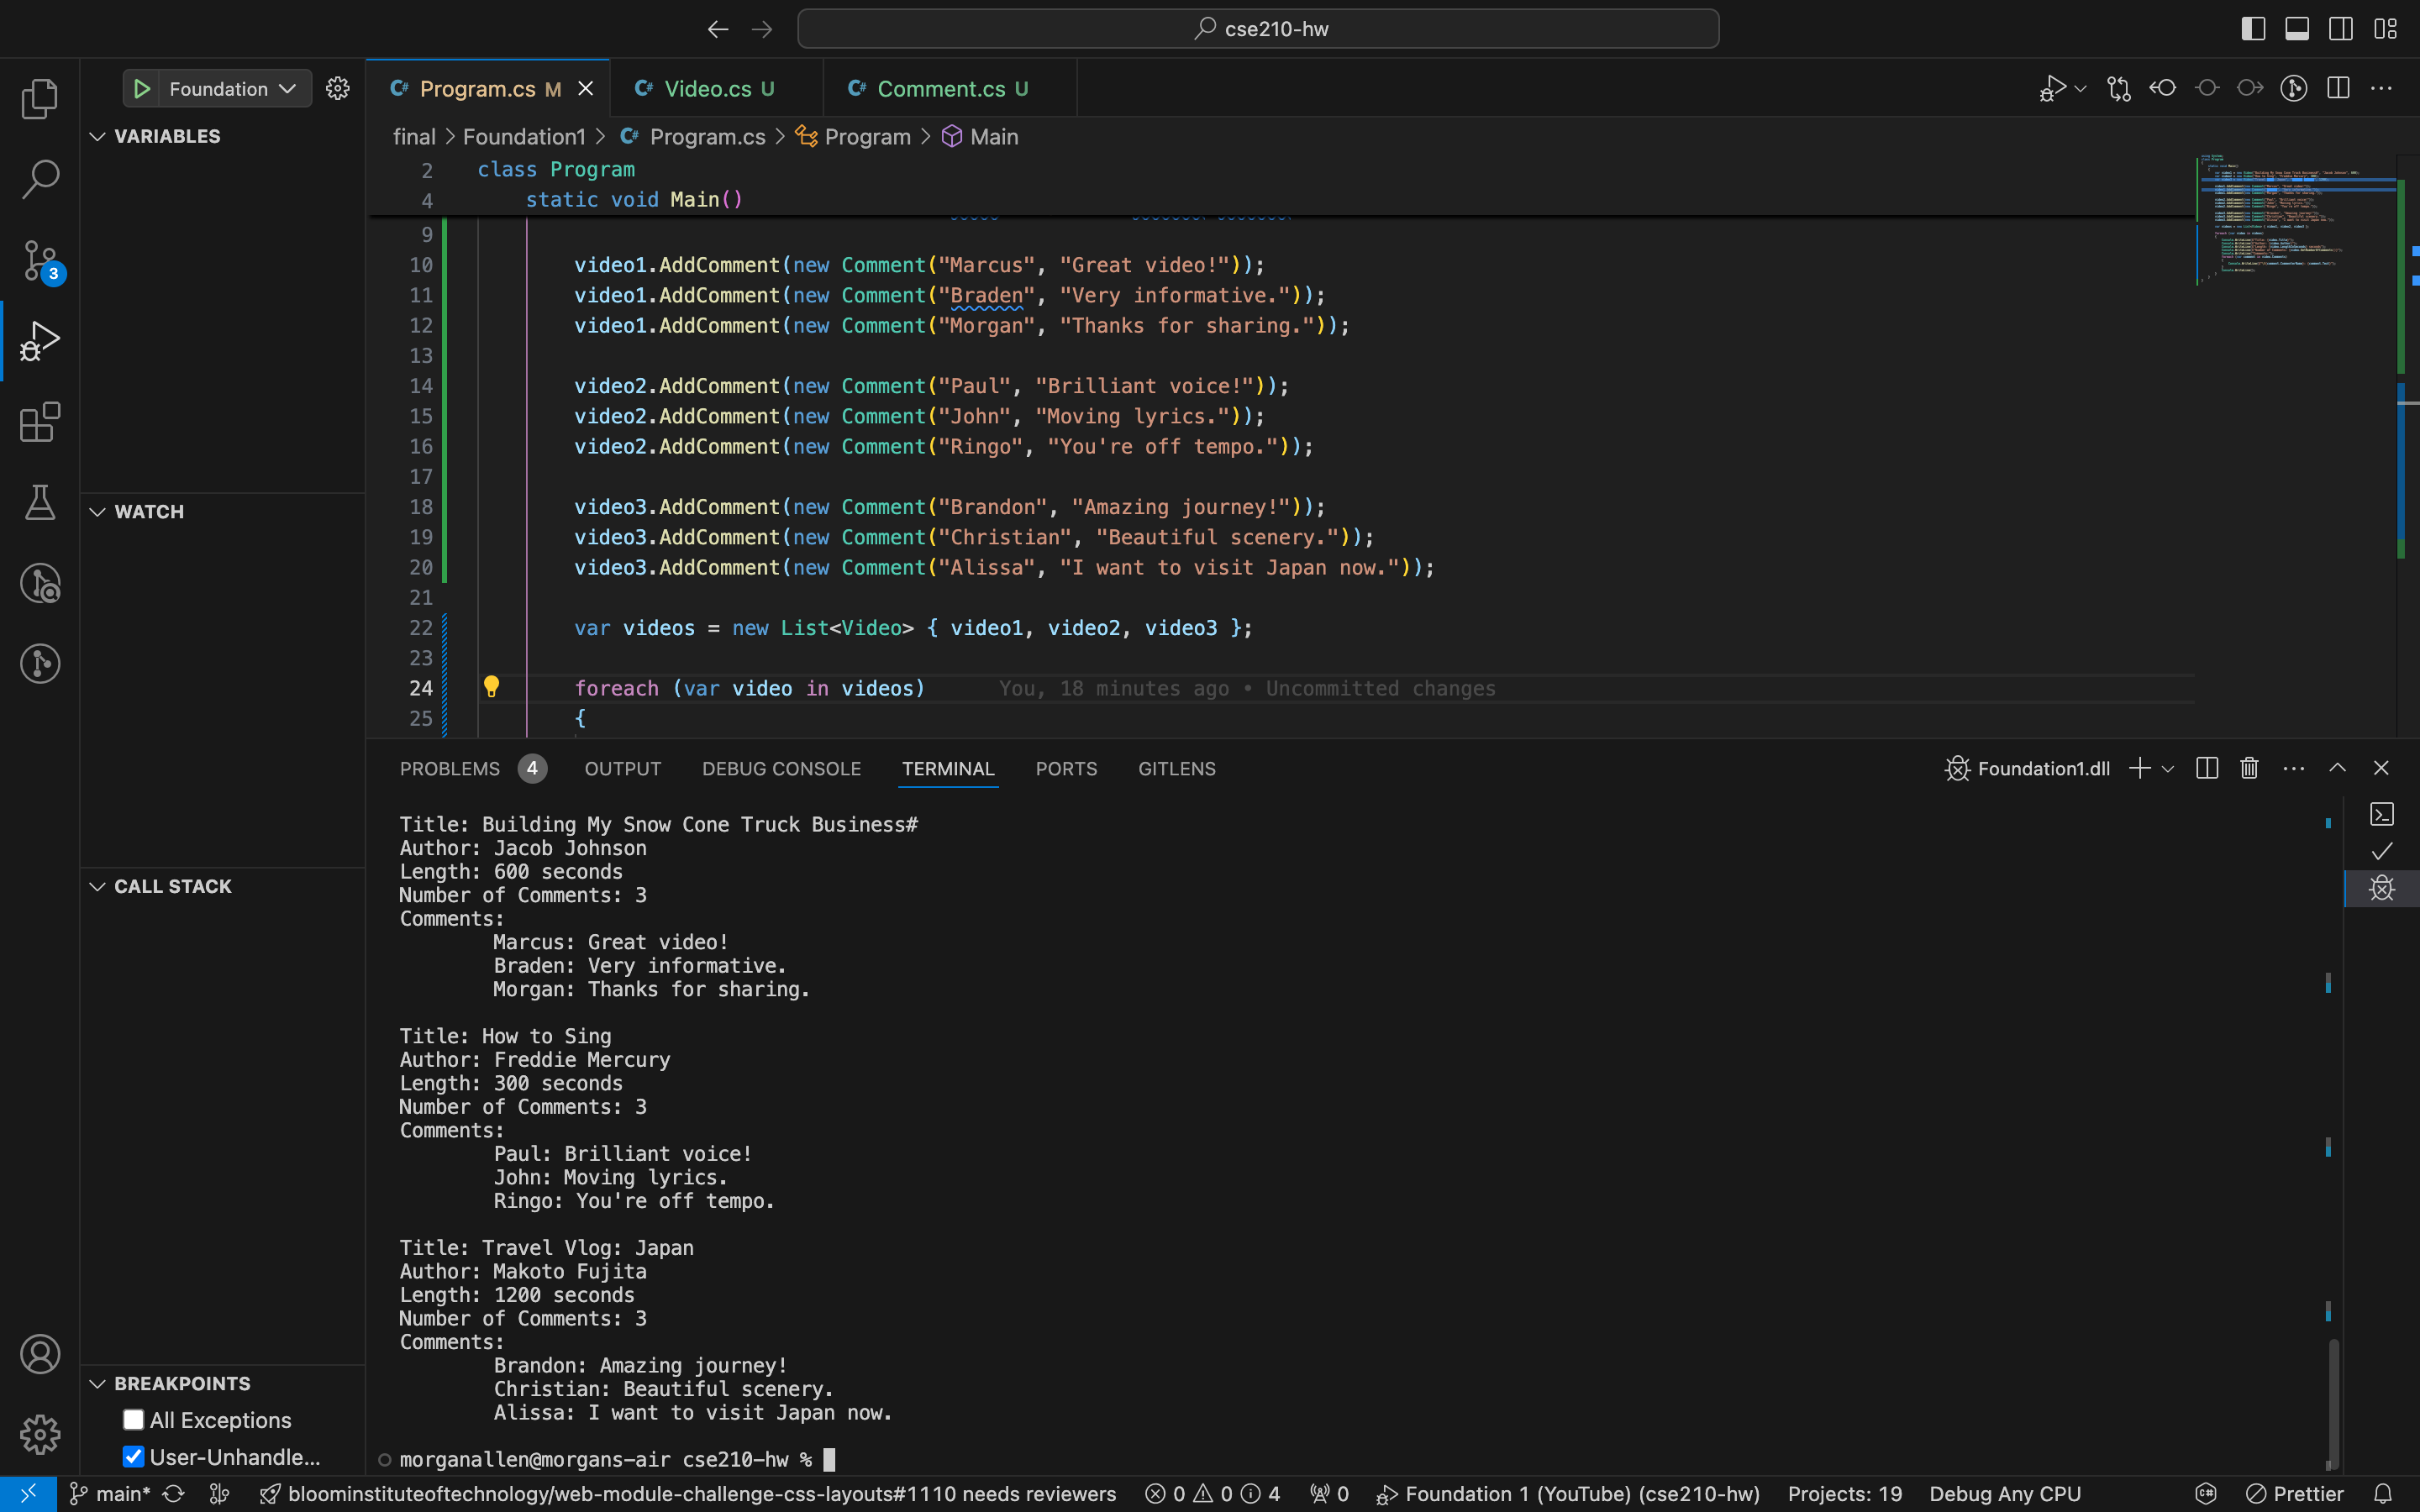 cse210-hw
Foundation
Program.cs M
Video.cs U
Comment.cs U
VARIABLES
final > Foundation1 > Program.cs > Program > Main
2 class Program
4 static void Main()
9
10 video1.AddComment(new Comment("Marcus", "Great video!"));
11 video1.AddComment(new Comment("Braden", "Very informative."));
12 video1.AddComment(new Comment("Morgan", "Thanks for sharing."));
13
14 video2.AddComment(new Comment("Paul", "Brilliant voice!"));
15 video2.AddComment(new Comment("John", "Moving lyrics."));
16 video2.AddComment(new Comment("Ringo", "You're off tempo."));
17
18 video3.AddComment(new Comment("Brandon", "Amazing journey!"));
19 video3.AddComment(new Comment("Christian", "Beautiful scenery."));
20 video3.AddComment(new Comment("Alissa", "I want to visit Japan now."));
21
22 var videos = new List<Video> { video1, video2, video3 };
23
24 foreach (var video in videos) You, 18 minutes ago • Uncommitted changes
25 {
3
WATCH
CALL STACK
BREAKPOINTS
All Exceptions
User-Unhandle...
PROBLEMS 4 OUTPUT DEBUG CONSOLE TERMINAL PORTS GITLENS
Foundation1.dll
Title: Building My Snow Cone Truck Business#
Author: Jacob Johnson
Length: 600 seconds
Number of Comments: 3
Comments:
Marcus: Great video!
Braden: Very informative.
Morgan: Thanks for sharing.
Title: How to Sing
Author: Freddie Mercury
Length: 300 seconds
Number of Comments: 3
Comments:
Paul: Brilliant voice!
John: Moving lyrics.
Ringo: You're off tempo.
Title: Travel Vlog: Japan
Author: Makoto Fujita
Length: 1200 seconds
Number of Comments: 3
Comments:
Brandon: Amazing journey!
Christian: Beautiful scenery.
Alissa: I want to visit Japan now.
morganallen@morgans-air cse210-hw %
main* bloominstituteoftechnology/web-module-challenge-css-layouts#1110 needs reviewers 0 0 4 0 Foundation 1 (YouTube) (cse210-hw) Projects: 19 Debug Any CPU Prettier